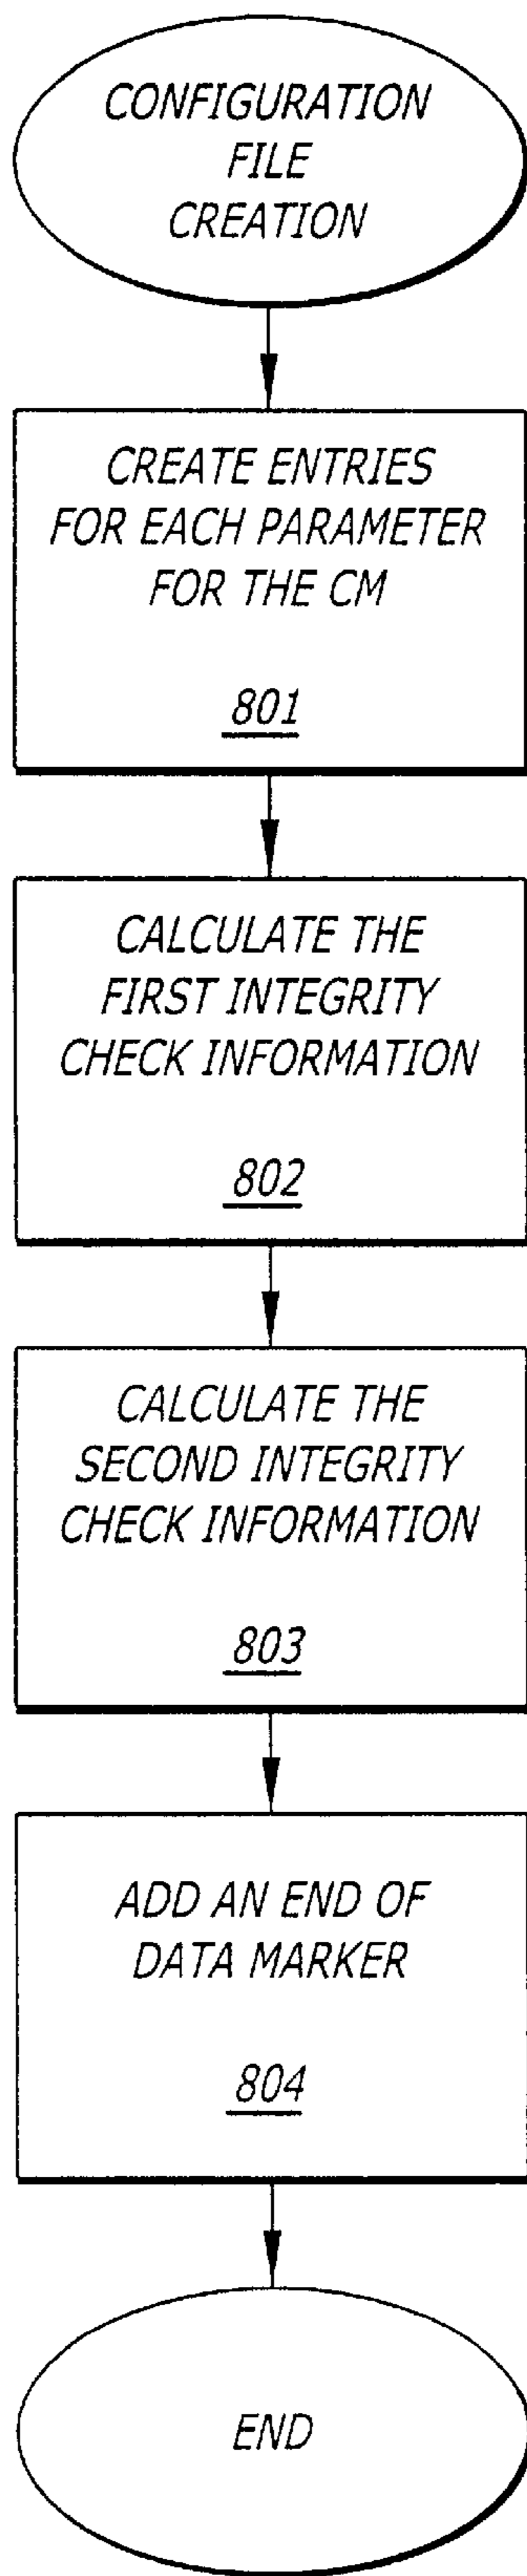 CONFIGURATION
FILE
CREATION
CREATE ENTRIES
FOR EACH PARAMETER
FOR THE CM
801
CALCULATE THE
FIRST INTEGRITY
CHECK INFORMATION
802
CALCULATE THE
SECOND INTEGRITY
CHECK INFORMATION
803
ADD AN END OF
DATA MARKER
804
END